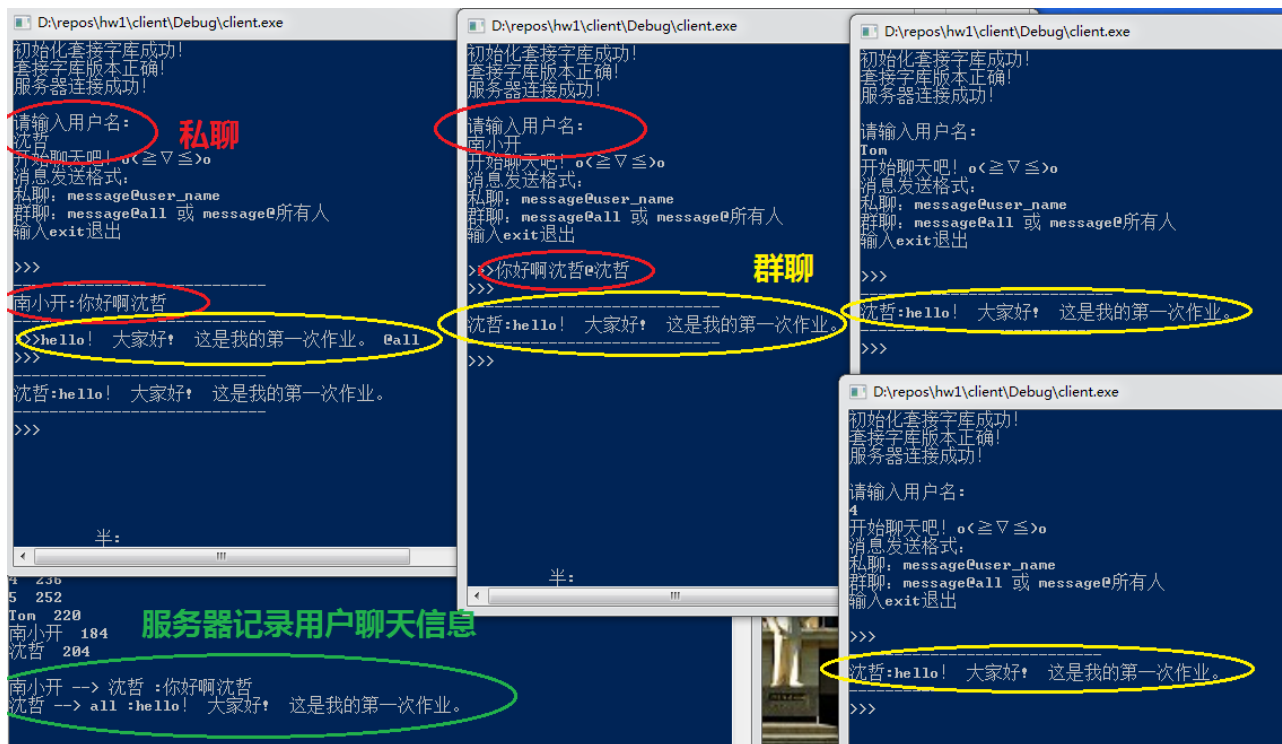 D:\repos\hw1\client\Debug\client.exe
初始化套接字库成功!
套接字库版本正确!
服务器连接成功!
请输入用户名:
沈哲
私聊
开始聊天吧! o(≧▽≦)o
消息发送格式:
私聊: message@user_name
群聊: message@all 或 message@所有人
输入exit退出
>>>
----------------------------
南小开:你好啊沈哲
----------------------------
>>>hello! 大家好! 这是我的第一次作业。 @all
>>>
----------------------------
沈哲:hello! 大家好! 这是我的第一次作业。
----------------------------
>>>
半:
D:\repos\hw1\client\Debug\client.exe
初始化套接字库成功!
套接字库版本正确!
服务器连接成功!
请输入用户名:
南小开
开始聊天吧! o(≧▽≦)o
消息发送格式:
私聊: message@user_name
群聊: message@all 或 message@所有人
输入exit退出
>>>你好啊沈哲@沈哲
群聊
>>>
----------------------------
沈哲:hello! 大家好! 这是我的第一次作业。
----------------------------
>>>
半:
D:\repos\hw1\client\Debug\client.exe
初始化套接字库成功!
套接字库版本正确!
服务器连接成功!
请输入用户名:
Tom
开始聊天吧! o(≧▽≦)o
消息发送格式:
私聊: message@user_name
群聊: message@all 或 message@所有人
输入exit退出
>>>
----------------------------
沈哲:hello! 大家好! 这是我的第一次作业。
----------------------------
>>>
D:\repos\hw1\client\Debug\client.exe
初始化套接字库成功!
套接字库版本正确!
服务器连接成功!
请输入用户名:
4
开始聊天吧! o(≧▽≦)o
消息发送格式:
私聊: message@user_name
群聊: message@all 或 message@所有人
输入exit退出
>>>
----------------------------
沈哲:hello! 大家好! 这是我的第一次作业。
----------------------------
>>>
4 236
5 252
Tom 220
南小开 184
沈哲 204
服务器记录用户聊天信息
南小开 --> 沈哲 :你好啊沈哲
沈哲 --> all :hello! 大家好! 这是我的第一次作业。